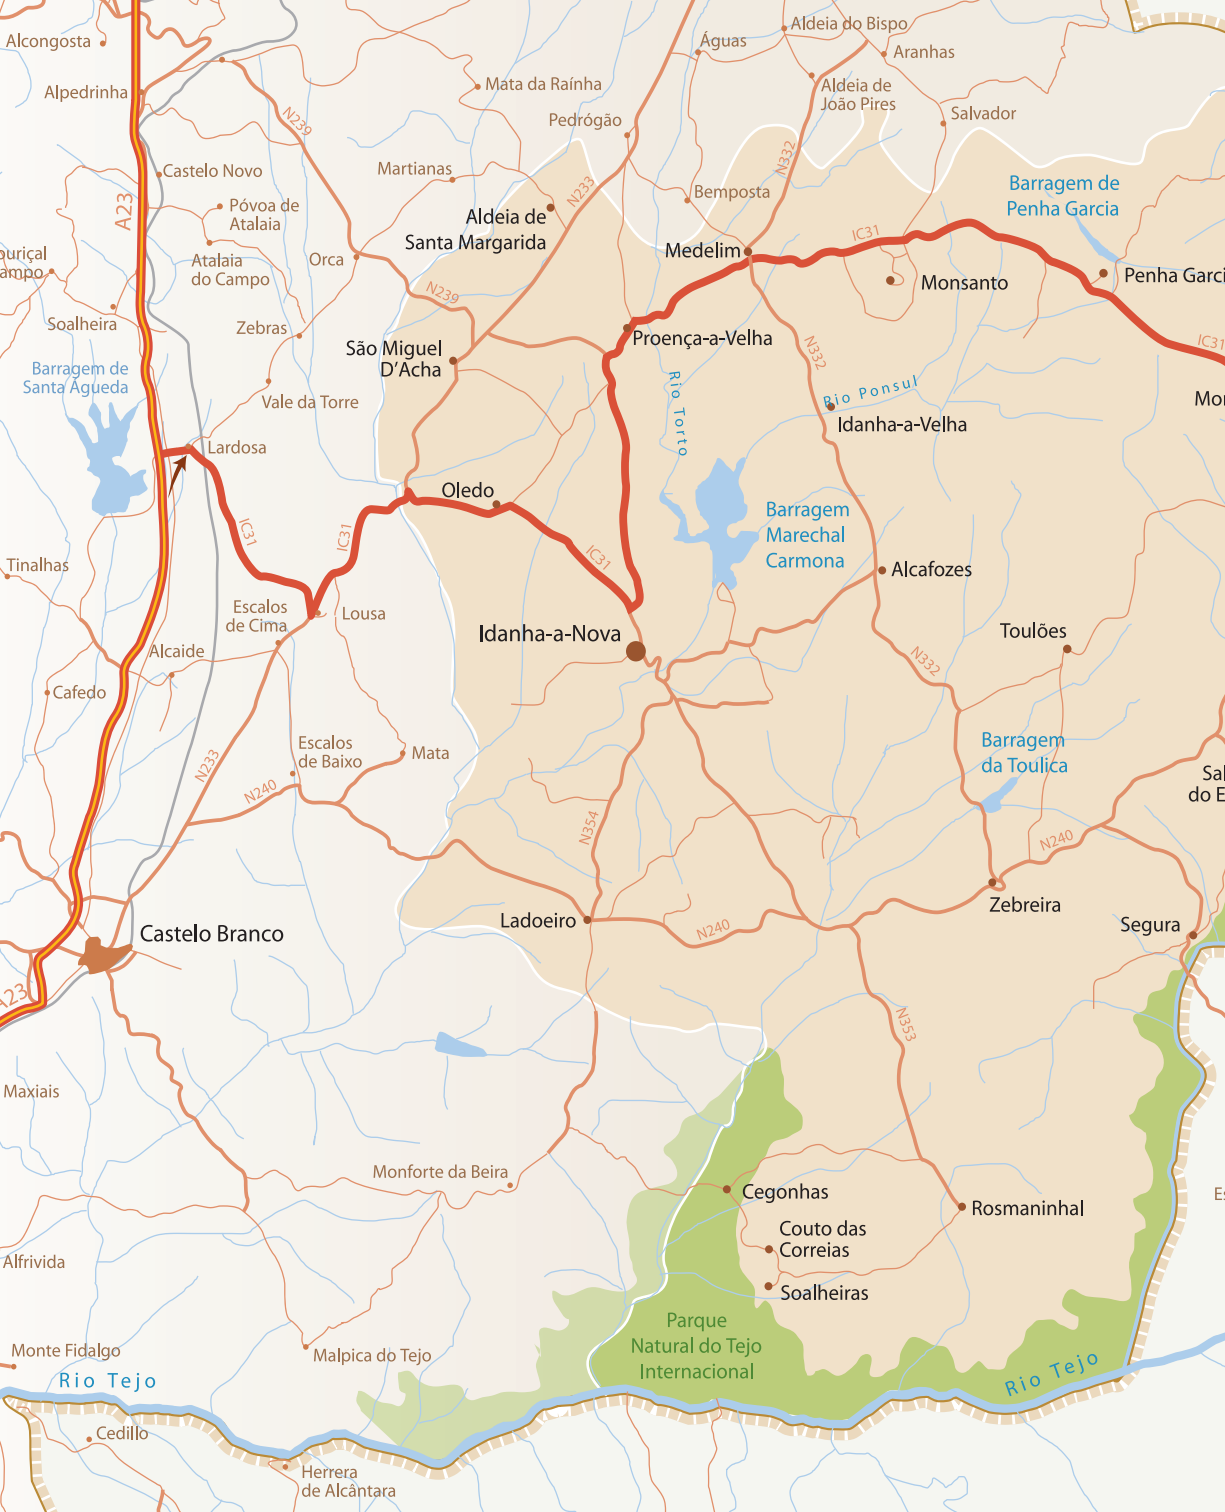 Aldeia do Bispo
Alcongosta
Águas
Aranhas
Alpedrinha
Mata da Raínha
Aldeia de
João Pires
Pedrógão
Salvador
N239
N332
Castelo Novo
Martianas
N233
Bemposta
Barragem de
Penha Garcia
A23
Póvoa de
Atalaia
Aldeia de
Santa Margarida
IC31
Medelim
Atalaia
do Campo
Orca
Monsanto
Penha Garci
ouriçal
ampo
N239
Soalheira
Zebras
Proença-a-Velha
IC31
São Miguel
D'Acha
N332
Barragem de
Santa Águeda
Vale da Torre
Rio Torto
Rio Ponsul
Mo
Idanha-a-Velha
Lardosa
Oledo
Barragem
Marechal
Carmona
IC31
IC31
IC31
Tinalhas
Alcafozes
Escalos
de Cima
Lousa
Idanha-a-Nova
Toulões
Alcaide
N332
Cafedo
Escalos
de Baixo
Mata
Barragem
da Toulica
N233
N240
Sal
do E
N354
N240
Zebreira
Ladoeiro
N240
Segura
Castelo Branco
A23
N353
Maxiais
Monforte da Beira
Cegonhas
Rosmaninhal
Es
Couto das
Correias
Alfrivida
Soalheiras
Parque
Natural do Tejo
Internacional
Monte Fidalgo
Malpica do Tejo
Rio Tejo
Rio Tejo
Cedillo
Herrera
de Alcântara